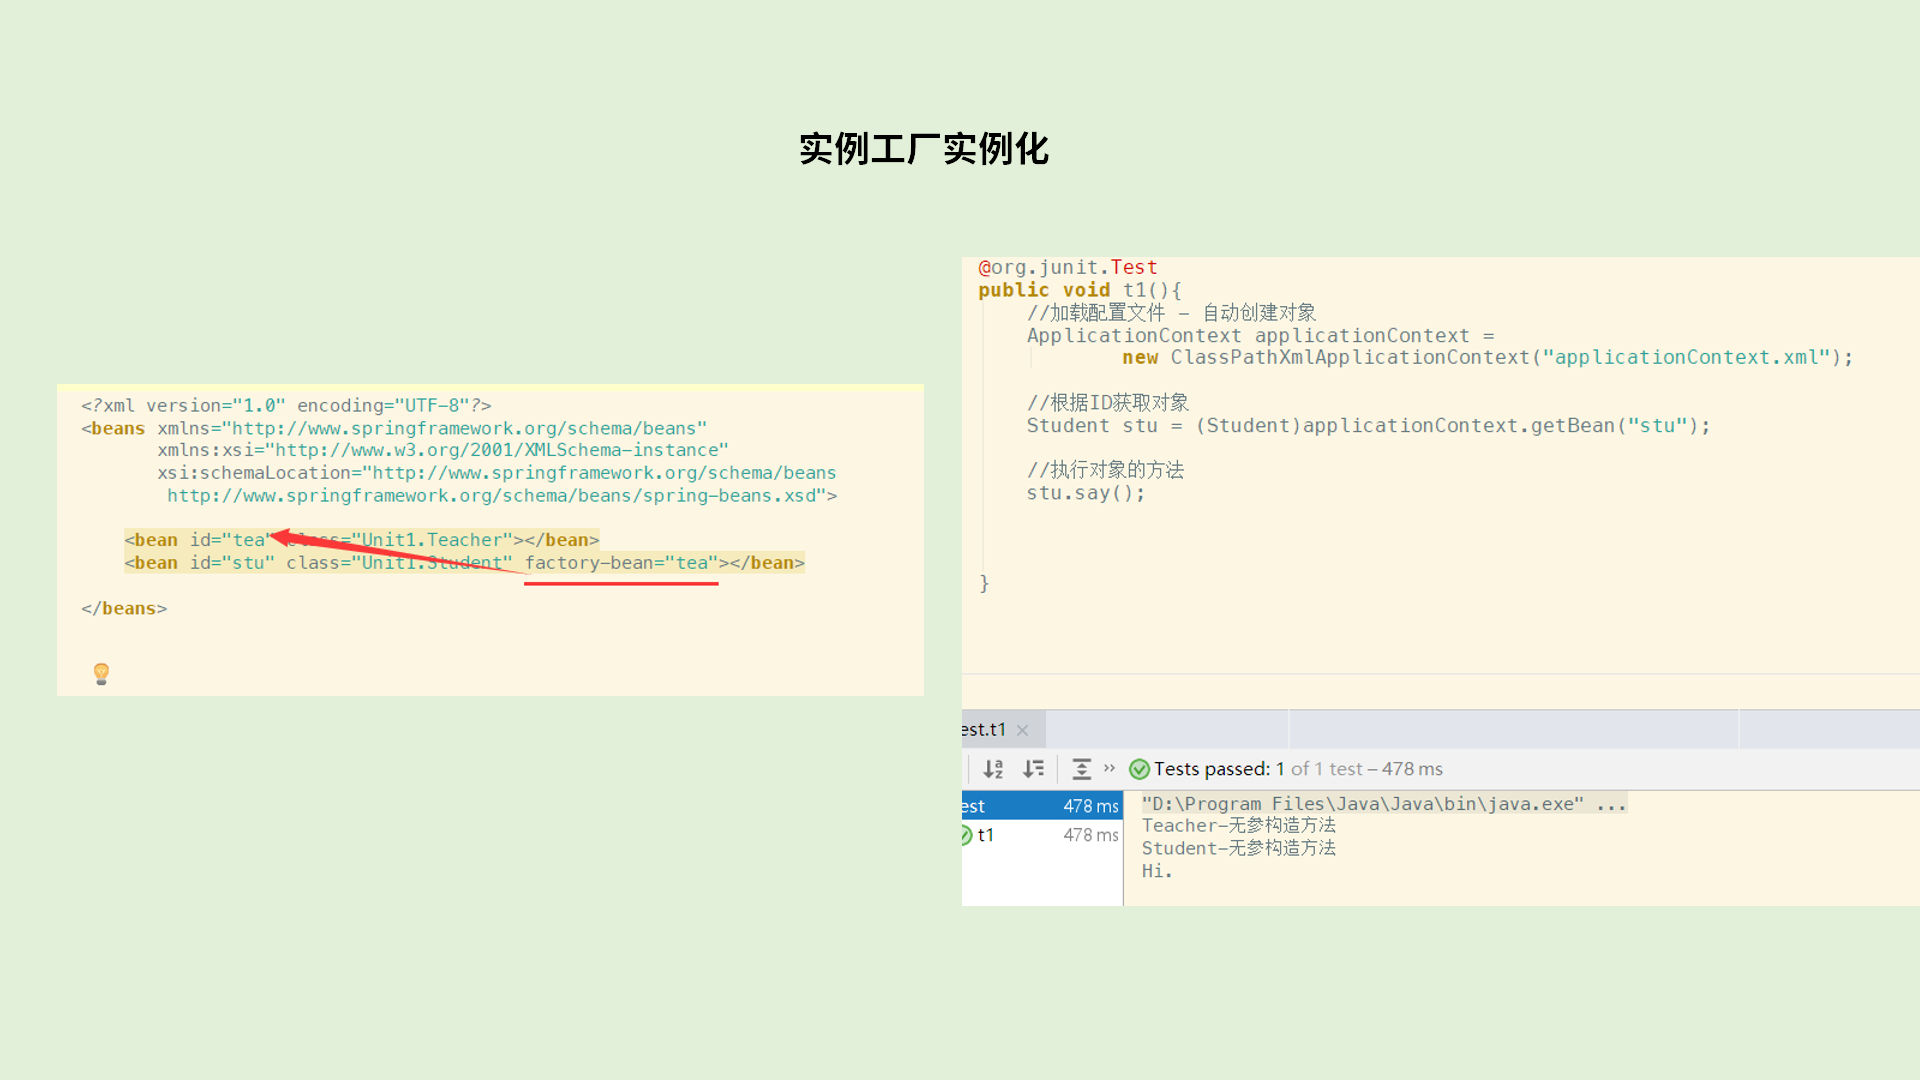 实例工厂实例化
<?xml version="1.0" encoding="UTF-8"?>
<beans xmlns="http://www.springframework.org/schema/beans"
xmlns:xsi="http://www.w3.org/2001/XMLSchema-instance"
xsi:schemaLocation="http://www.springframework.org/schema/beans
http://www.springframework.org/schema/beans/spring-beans.xsd">
<bean id="tea" class="Unit1.Teacher"></bean>
<bean id="stu" class="Unit1.Student" factory-bean="tea"></bean>
</beans>
@org.junit.Test
public void t1(){
//加载配置文件 - 自动创建对象
ApplicationContext applicationContext =
new ClassPathXmlApplicationContext("applicationContext.xml");
//根据ID获取对象
Student stu = (Student)applicationContext.getBean("stu");
//执行对象的方法
stu.say();
}
est.t1
Tests passed: 1 of 1 test – 478 ms
est 478 ms
t1 478 ms
"D:\Program Files\Java\Java\bin\java.exe" ...
Teacher-无参构造方法
Student-无参构造方法
Hi.